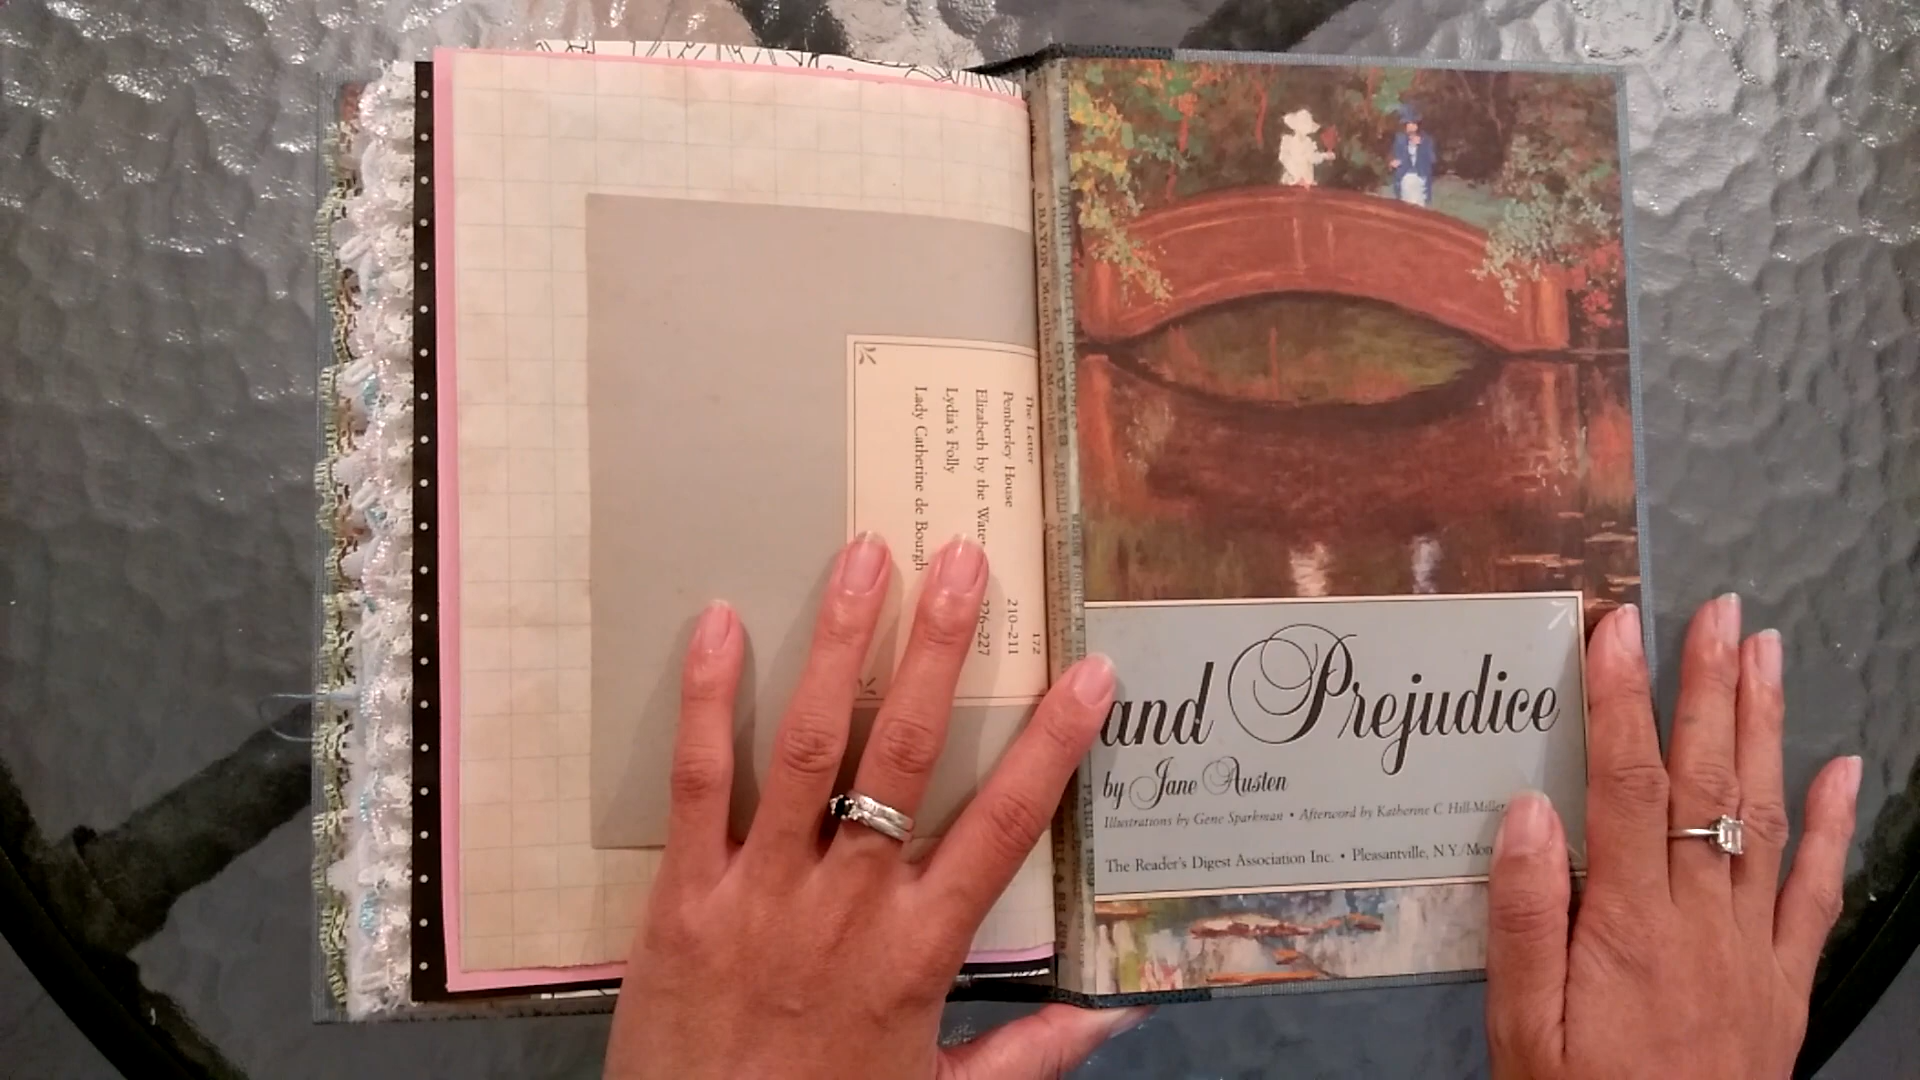 The Letter 172
Pemberley House 210–211
Elizabeth by the Water 226–227
Lydia's Folly
Lady Catherine de Bourgh
and Prejudice
by Jane Austen
Illustrations by Gene Sparkman • Afterword by Katherine C Hill-Miller
The Reader's Digest Association Inc. • Pleasantville, N.Y./Mon